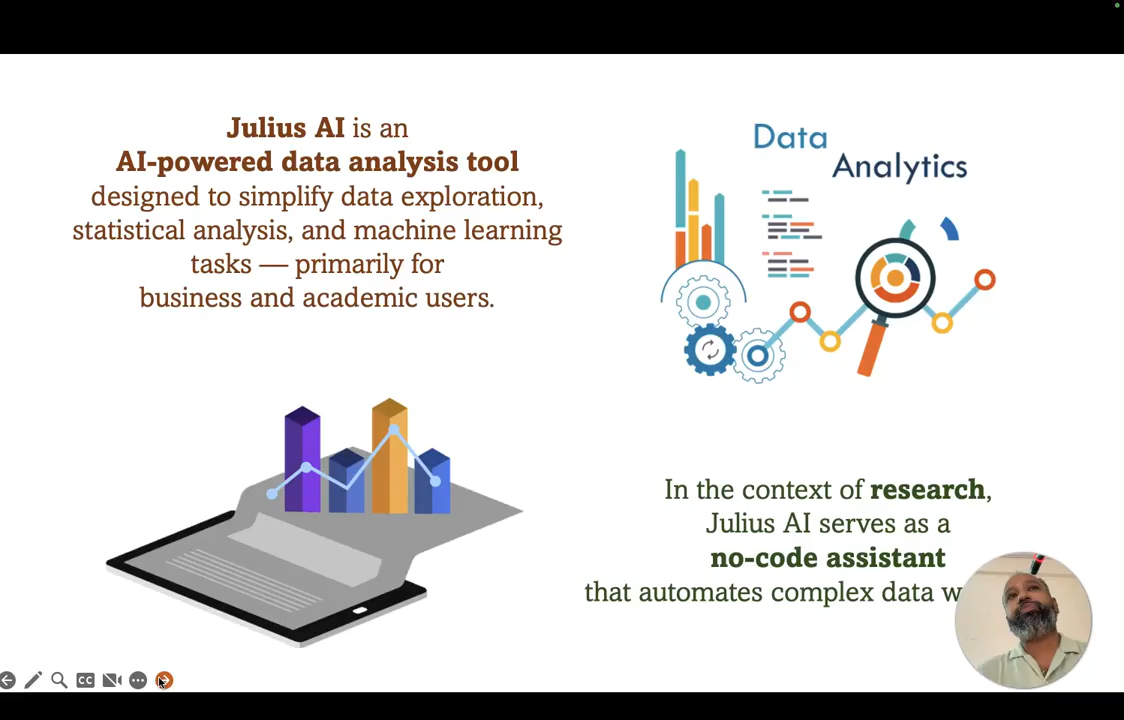 Julius AI is an
AI-powered data analysis tool
designed to simplify data exploration,
statistical analysis, and machine learning
tasks — primarily for
business and academic users.
Data
Analytics
In the context of research,
Julius AI serves as a
no-code assistant
that automates complex data
CC